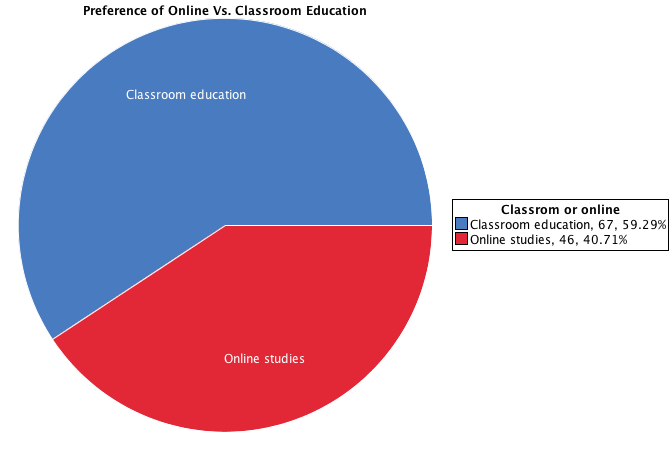 Preference of Online Vs. Classroom Education
Classroom education
Online studies
Classrom or online
Classroom education, 67, 59.29%
Online studies, 46, 40.71%